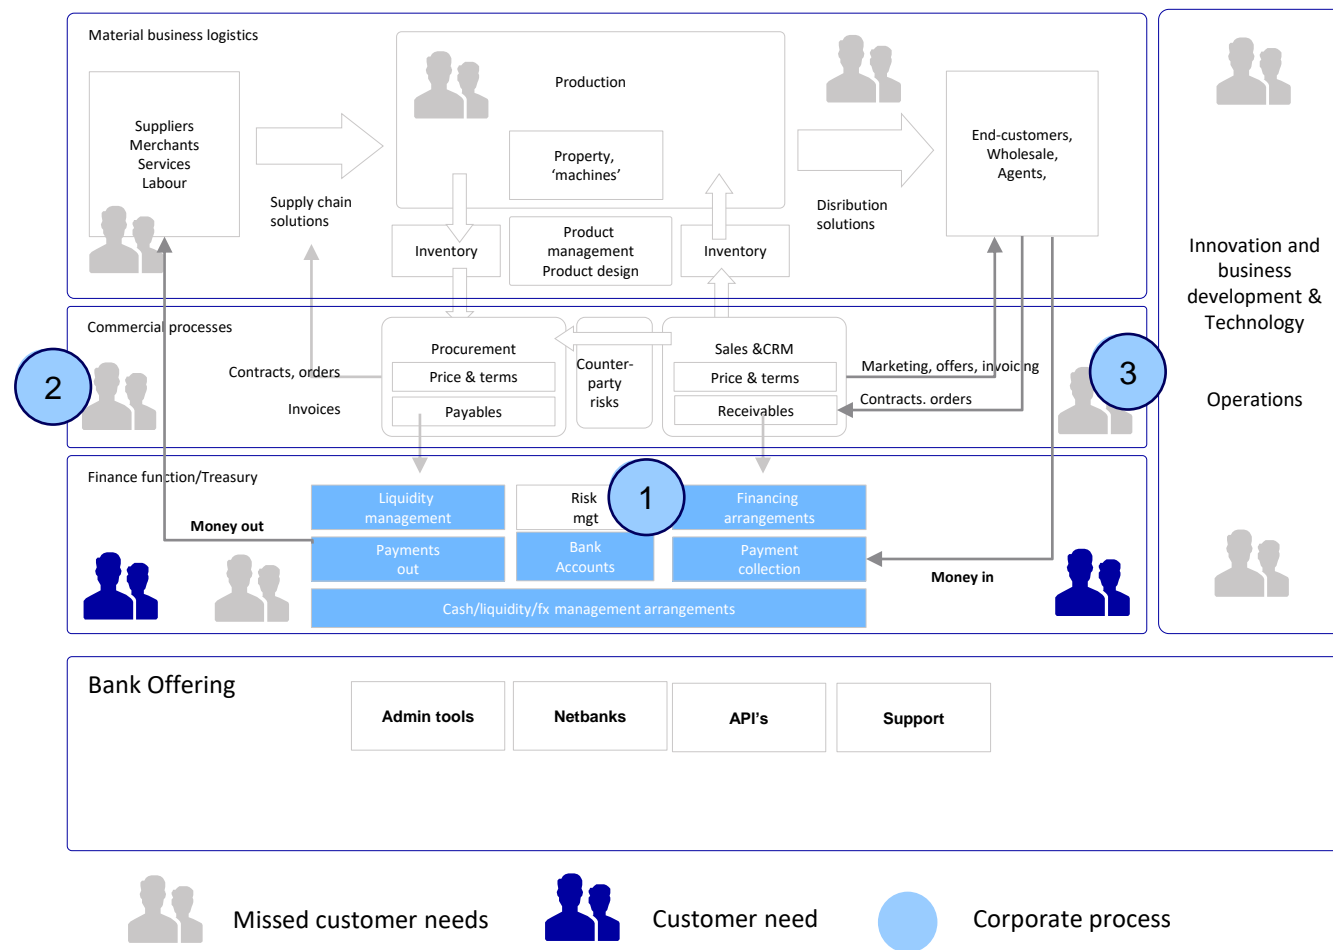 Material business logistics
Production
Suppliers
Merchants
Services
Labour
Property,
‘machines’
End-customers,
Wholesale,
Agents,
Supply chain
solutions
Disribution
solutions
Inventory
Product
management
Product design
Inventory
Innovation and
business
development &
Technology
Operations
Commercial processes
2
Contracts, orders
Invoices
Procurement
Price & terms
Payables
Counter-
party
risks
Sales &CRM
Price & terms
Receivables
Marketing, offers, invoicing
Contracts. orders
3
Finance function/Treasury
Money out
Liquidity
management
Risk
mgt
1
Financing
arrangements
Payments
out
Bank
Accounts
Payment
collection
Money in
Cash/liquidity/fx management arrangements
Bank Offering
Admin tools
Netbanks
API's
Support
Missed customer needs
Customer need
Corporate process